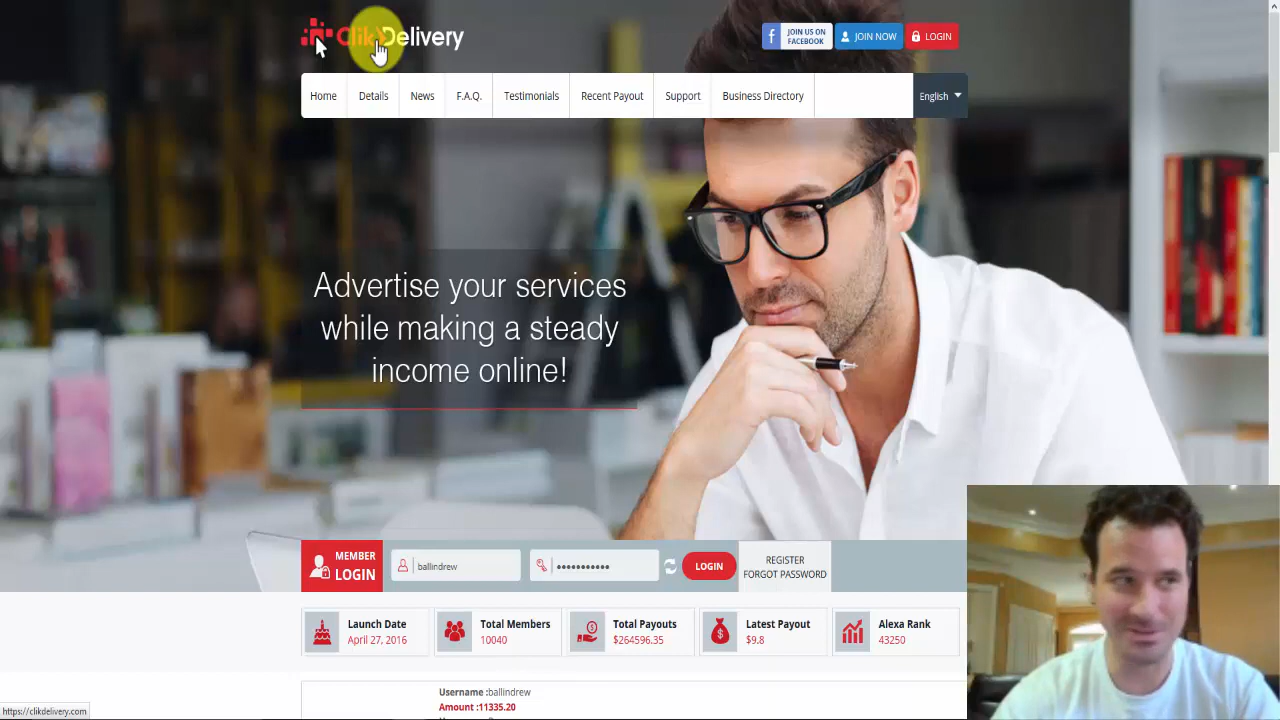 ClikDelivery
JOIN US ON
FACEBOOK
JOIN NOW
LOGIN
Home
Details
News
F.A.Q.
Testimonials
Recent Payout
Support
Business Directory
English
Advertise your services
while making a steady
income online!
MEMBER
LOGIN
ballindrew
•••••••••••
LOGIN
REGISTER
FORGOT PASSWORD
Launch Date
April 27, 2016
Total Members
10040
Total Payouts
$264596.35
Latest Payout
$9.8
Alexa Rank
43250
Username :ballindrew
Amount :11335.20
https://clikdelivery.com